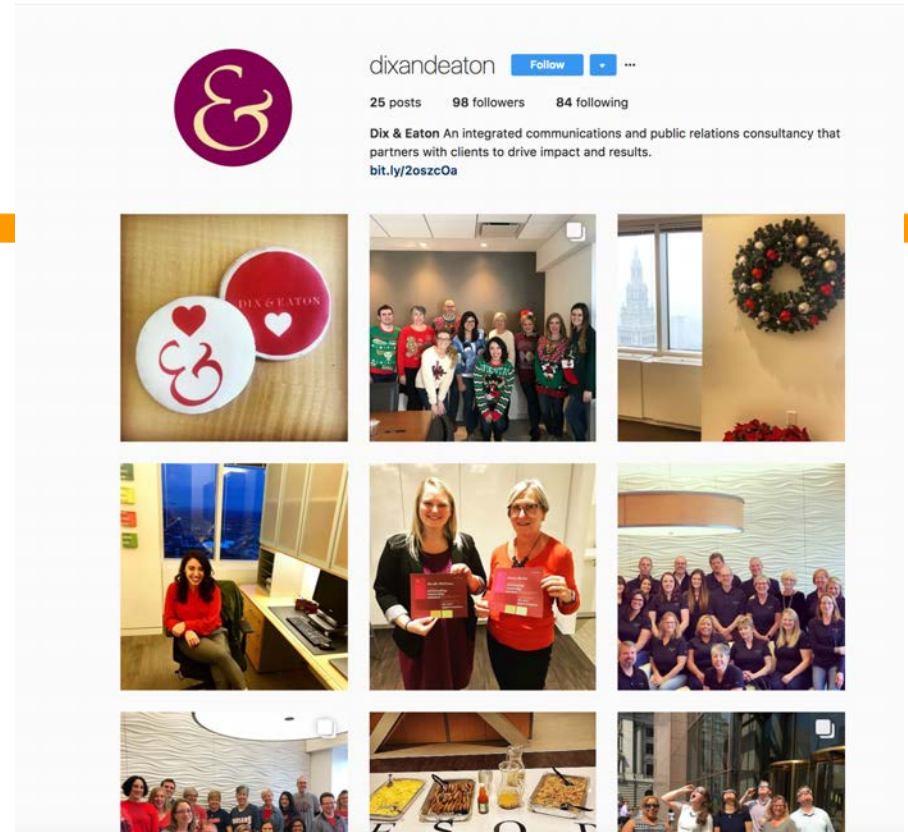 &
dixandeaton Follow ...
25 posts 98 followers 84 following
Dix & Eaton An integrated communications and public relations consultancy that
partners with clients to drive impact and results.
bit.ly/2oszcOa
DIX & EATON
&